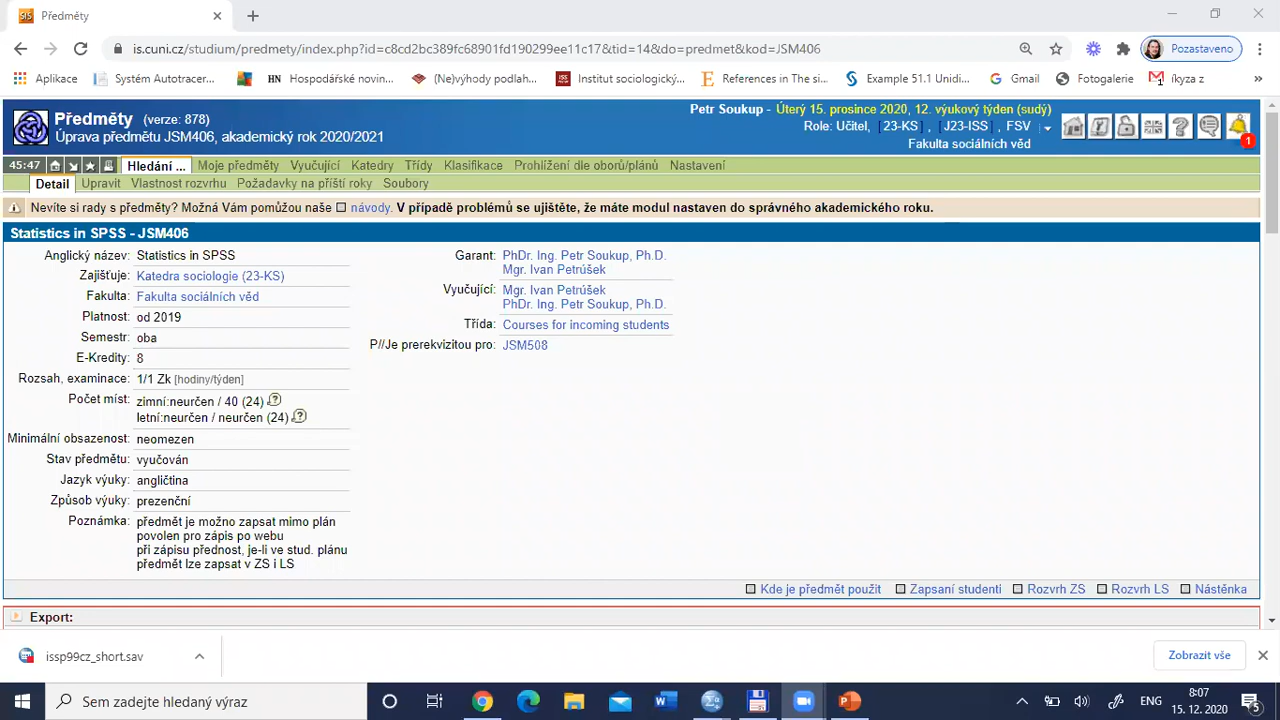 Předměty
is.cuni.cz/studium/predmety/index.php?id=c8cd2bc389fc68901fd190299ee11c17&tid=14&do=predmet&kod=JSM406
Pozastaveno
Aplikace
Systém Autotracer...
HN Hospodářské novin...
(Ne)výhody podlah...
Institut sociologický...
References in The si...
Example 51.1 Unidi...
Gmail
Fotogalerie
íkyza z
»
Předměty (verze: 878)
Úprava předmětu JSM406, akademický rok 2020/2021
Petr Soukup - Úterý 15. prosince 2020, 12. výukový týden (sudý)
Role: Učitel, [23-KS] , [J23-ISS] , FSV
Fakulta sociálních věd
1
45:47
Hledání ...
Moje předměty
Vyučující
Katedry
Třídy
Klasifikace
Prohlížení dle oborů/plánů
Nastavení
Detail
Upravit
Vlastnost rozvrhu
Požadavky na příští roky
Soubory
Nevíte si rady s předměty? Možná Vám pomůžou naše návody. V případě problémů se ujistěte, že máte modul nastaven do správného akademického roku.
Statistics in SPSS - JSM406
Anglický název: Statistics in SPSS
Zajišťuje: Katedra sociologie (23-KS)
Fakulta: Fakulta sociálních věd
Platnost: od 2019
Semestr: oba
E-Kredity: 8
Rozsah, examinace: 1/1 Zk [hodiny/týden]
Počet míst: zimní:neurčen / 40 (24)
letní:neurčen / neurčen (24)
Minimální obsazenost: neomezen
Stav předmětu: vyučován
Jazyk výuky: angličtina
Způsob výuky: prezenční
Poznámka: předmět je možno zapsat mimo plán
povolen pro zápis po webu
při zápisu přednost, je-li ve stud. plánu
předmět lze zapsat v ZS i LS
Garant: PhDr. Ing. Petr Soukup, Ph.D.
Mgr. Ivan Petrúšek
Vyučující: Mgr. Ivan Petrúšek
PhDr. Ing. Petr Soukup, Ph.D.
Třída: Courses for incoming students
P//Je prerekvizitou pro: JSM508
Kde je předmět použit
Zapsaní studenti
Rozvrh ZS
Rozvrh LS
Nástěnka
Export:
issp99cz_short.sav
Zobrazit vše
Sem zadejte hledaný výraz
ENG
8:07
15. 12. 2020
5